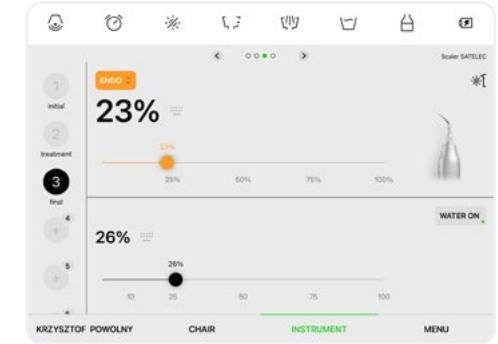 Scaler SATELEC
1
initial
2
treatment
3
final
4
+
5
+
6
ENDO
23%
23%
25% 50% 75% 100%
WATER ON
26%
26%
10 25 50 75 100
KRZYSZTOF POWOLNY CHAIR INSTRUMENT MENU